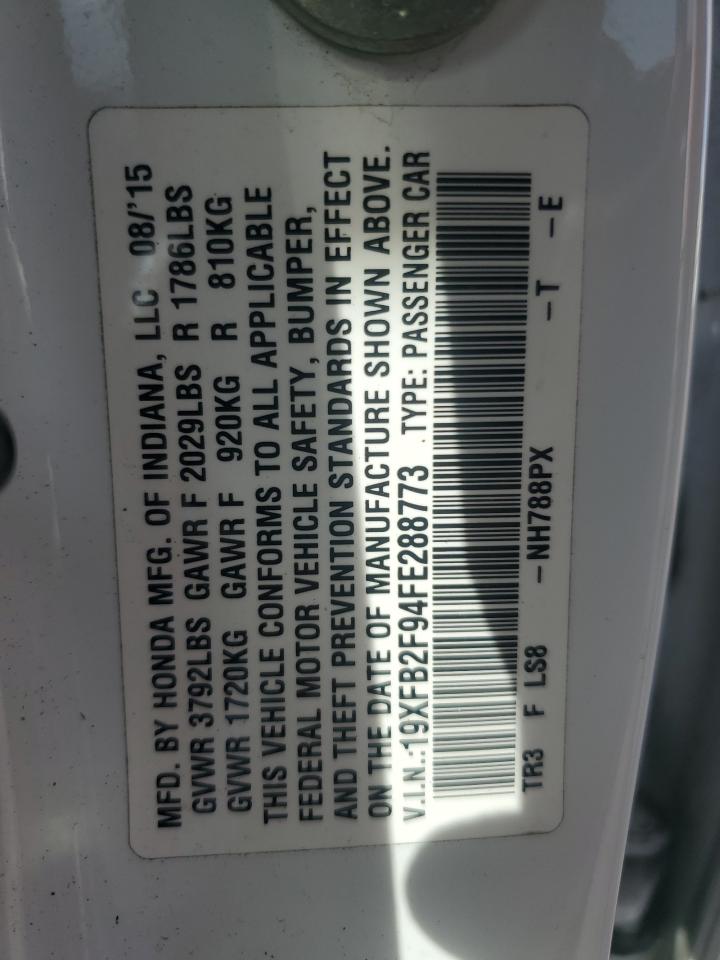 MFD. BY HONDA MFG. OF INDIANA, LLC 08/'15
GVWR 3792LBS GAWR F 2029LBS R 1786LBS
GVWR 1720KG GAWR F 920KG R 810KG
THIS VEHICLE CONFORMS TO ALL APPLICABLE
FEDERAL MOTOR VEHICLE SAFETY, BUMPER,
AND THEFT PREVENTION STANDARDS IN EFFECT
ON THE DATE OF MANUFACTURE SHOWN ABOVE.
V.I.N.:19XFB2F94FE288773 TYPE: PASSENGER CAR
TR3 F LS8 -NH788PX -T -E